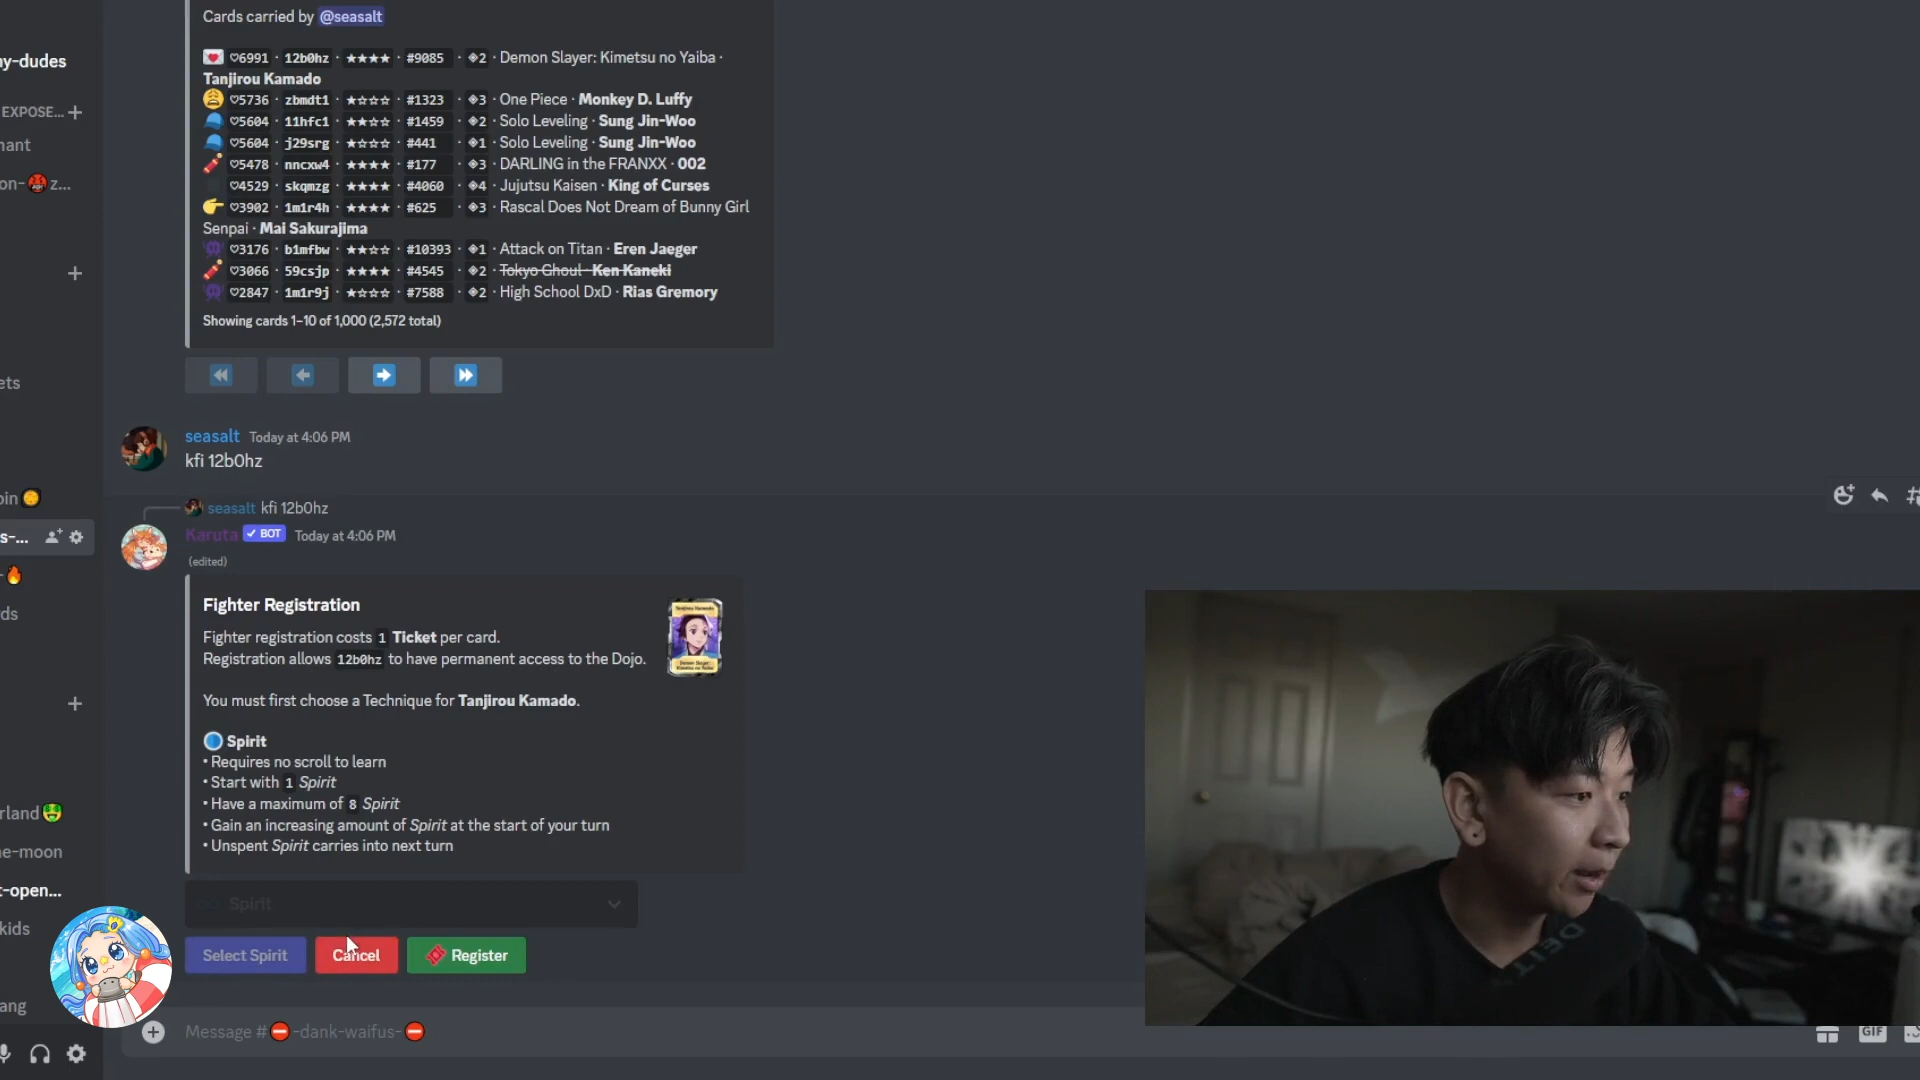 Cards carried by @seasalt
♡6991 · 12b0hz · ★★★★ · #9085 · ◈2 · Demon Slayer: Kimetsu no Yaiba ·
Tanjirou Kamado
♡5736 · zbmdt1 · ★☆☆☆ · #1323 · ◈3 · One Piece · Monkey D. Luffy
♡5604 · 11hfc1 · ★★☆☆ · #1459 · ◈2 · Solo Leveling · Sung Jin-Woo
♡5604 · j29srg · ★☆☆☆ · #441 · ◈1 · Solo Leveling · Sung Jin-Woo
♡5478 · nncxw4 · ★★★★ · #177 · ◈3 · DARLING in the FRANXX · 002
♡4529 · skqmzg · ★★★★ · #4060 · ◈4 · Jujutsu Kaisen · King of Curses
♡3902 · 1m1r4h · ★★★★ · #625 · ◈3 · Rascal Does Not Dream of Bunny Girl
Senpai · Mai Sakurajima
♡3176 · b1mfbw · ★★☆☆ · #10393 · ◈1 · Attack on Titan · Eren Jaeger
♡3066 · 59csjp · ★★★★ · #4545 · ◈2 · Tokyo Ghoul · Ken Kaneki
♡2847 · 1m1r9j · ★☆☆☆ · #7588 · ◈2 · High School DxD · Rias Gremory
Showing cards 1–10 of 1,000 (2,572 total)
seasalt Today at 4:06 PM
kfi 12b0hz
seasalt kfi 12b0hz
Karuta ✓ BOT Today at 4:06 PM
(edited)
Fighter Registration
Fighter registration costs 1 Ticket per card.
Registration allows 12b0hz to have permanent access to the Dojo.
You must first choose a Technique for Tanjirou Kamado.
Spirit
• Requires no scroll to learn
• Start with 1 Spirit
• Have a maximum of 8 Spirit
• Gain an increasing amount of Spirit at the start of your turn
• Unspent Spirit carries into next turn
Spirit
Select Spirit
Cancel
Register
Message #⛔-dank-waifus-⛔
GIF
y-dudes
EXPOSE...
nant
on-😡z...
ets
oin
s-...
ds
rland
e-moon
t-open...
kids
ang
Tanjirou Kamado
Demon Slayer:
Kimetsu no Yaiba